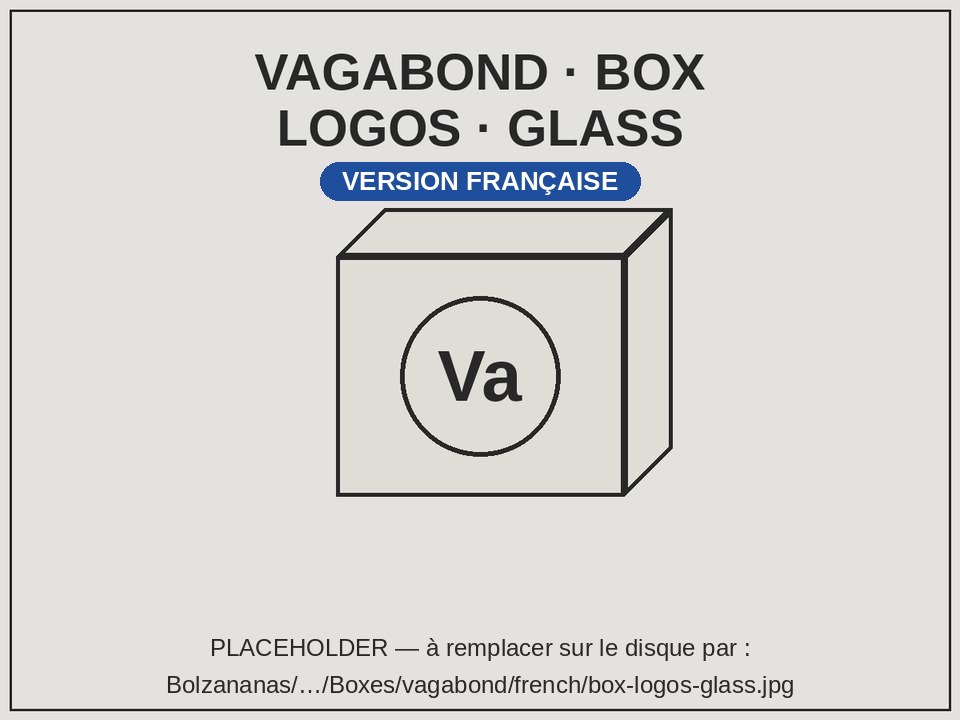 VAGABOND · BOX
LOGOS · GLASS
VERSION FRANÇAISE
Va
PLACEHOLDER — à remplacer sur le disque par :
Bolzananas/…/Boxes/vagabond/french/box-logos-glass.jpg